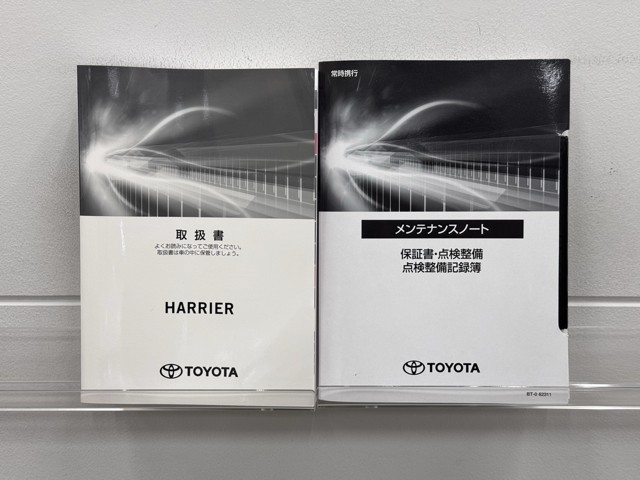 取扱書
よくお読みになってご使用ください。
取扱書は車の中に保管しましょう。
HARRIER
TOYOTA
常時携行
メンテナンスノート
保証書・点検整備
点検整備記録簿
TOYOTA
BT-0 52311